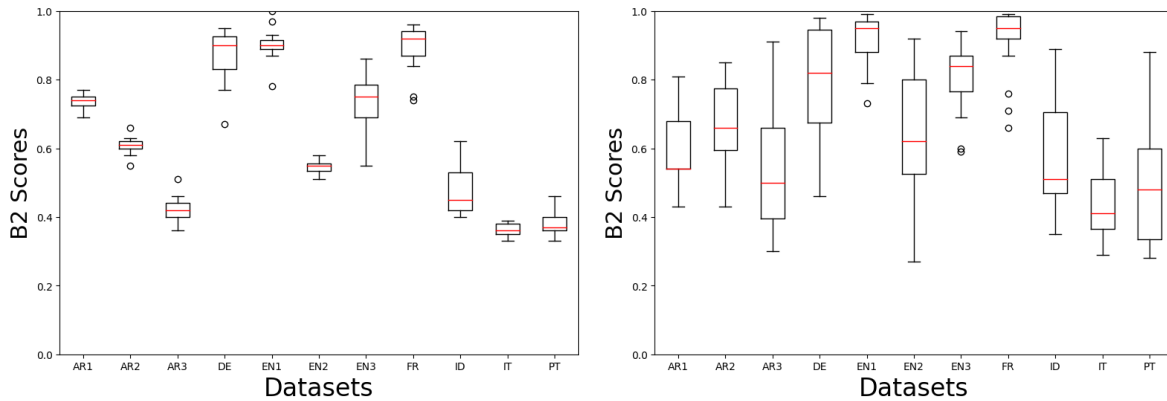 1.0
0.8
0.6
0.4
0.2
0.0
B2 Scores
AR1 AR2 AR3 DE EN1 EN2 EN3 FR ID IT PT
Datasets
1.0
0.8
0.6
0.4
0.2
0.0
B2 Scores
AR1 AR2 AR3 DE EN1 EN2 EN3 FR ID IT PT
Datasets